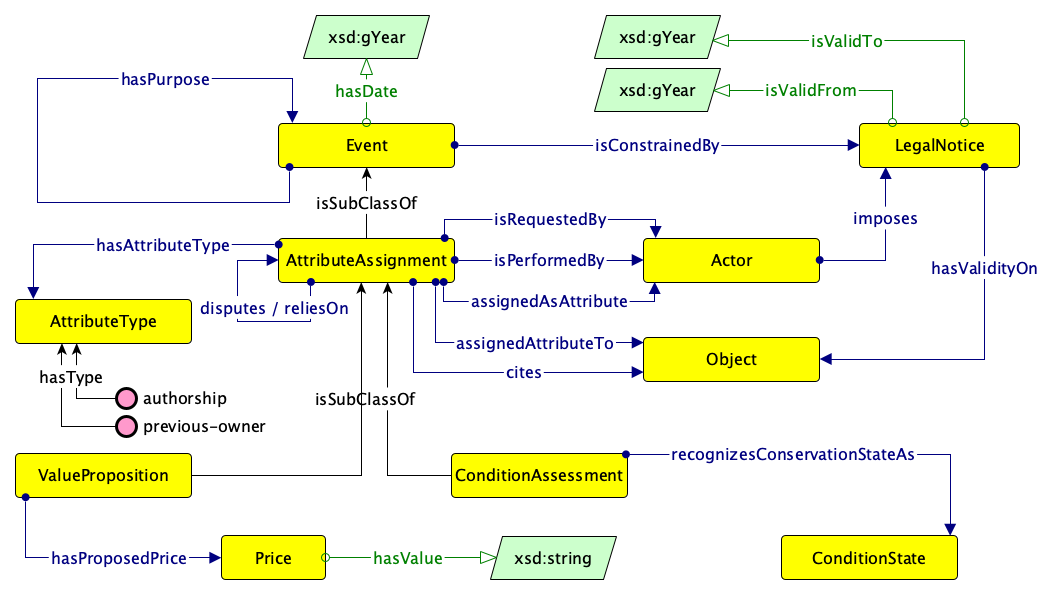 xsd:gYear
xsd:gYear
isValidTo
hasPurpose
hasDate
xsd:gYear
isValidFrom
Event
isConstrainedBy
LegalNotice
isSubClassOf
isRequestedBy
imposes
hasAttributeType
AttributeAssignment
isPerformedBy
Actor
hasValidityOn
disputes / reliesOn
assignedAsAttribute
AttributeType
assignedAttributeTo
Object
hasType
cites
authorship
isSubClassOf
previous-owner
ValueProposition
ConditionAssessment
recognizesConservationStateAs
hasProposedPrice
Price
hasValue
xsd:string
ConditionState